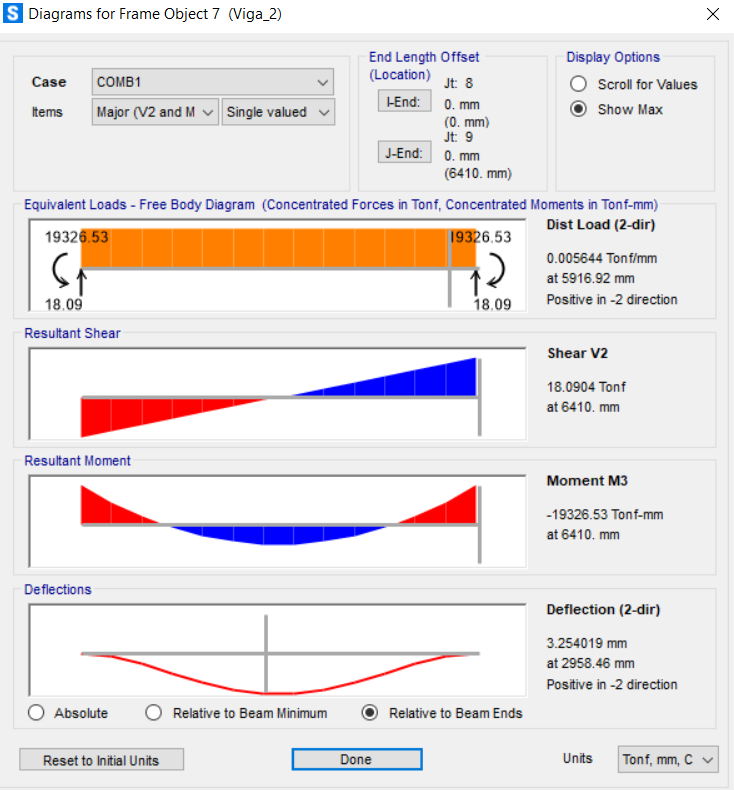 S Diagrams for Frame Object 7 (Viga_2)
Case COMB1
Items Major (V2 and M Single valued
End Length Offset
(Location)
Jt: 8
I-End: 0. mm
(0. mm)
Jt: 9
J-End: 0. mm
(6410. mm)
Display Options
Scroll for Values
Show Max
Equivalent Loads - Free Body Diagram (Concentrated Forces in Tonf, Concentrated Moments in Tonf-mm)
19326.53 19326.53
18.09 18.09
Dist Load (2-dir)
0.005644 Tonf/mm
at 5916.92 mm
Positive in -2 direction
Resultant Shear
Shear V2
18.0904 Tonf
at 6410. mm
Resultant Moment
Moment M3
-19326.53 Tonf-mm
at 6410. mm
Deflections
Deflection (2-dir)
3.254019 mm
at 2958.46 mm
Positive in -2 direction
Absolute Relative to Beam Minimum Relative to Beam Ends
Reset to Initial Units Done Units Tonf, mm, C